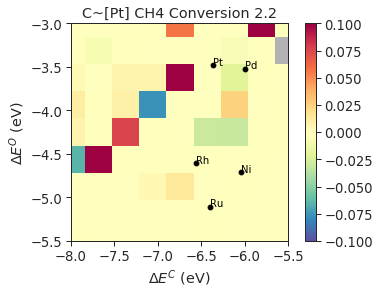 C~[Pt] CH4 Conversion 2.2
−3.0
−3.5
−4.0
−4.5
−5.0
−5.5
ΔE^O (eV)
Pt
Pd
Rh
Ni
Ru
−8.0 −7.5 −7.0 −6.5 −6.0 −5.5
ΔE^C (eV)
0.100
0.075
0.050
0.025
0.000
−0.025
−0.050
−0.075
−0.100